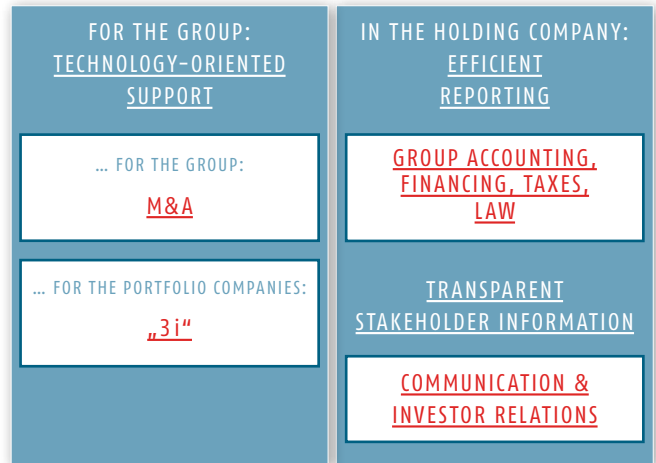 FOR THE GROUP:
TECHNOLOGY-ORIENTED
SUPPORT
... FOR THE GROUP:
M&A
... FOR THE PORTFOLIO COMPANIES:
„3i“
IN THE HOLDING COMPANY:
EFFICIENT
REPORTING
GROUP ACCOUNTING,
FINANCING, TAXES,
LAW
TRANSPARENT
STAKEHOLDER INFORMATION
COMMUNICATION &
INVESTOR RELATIONS